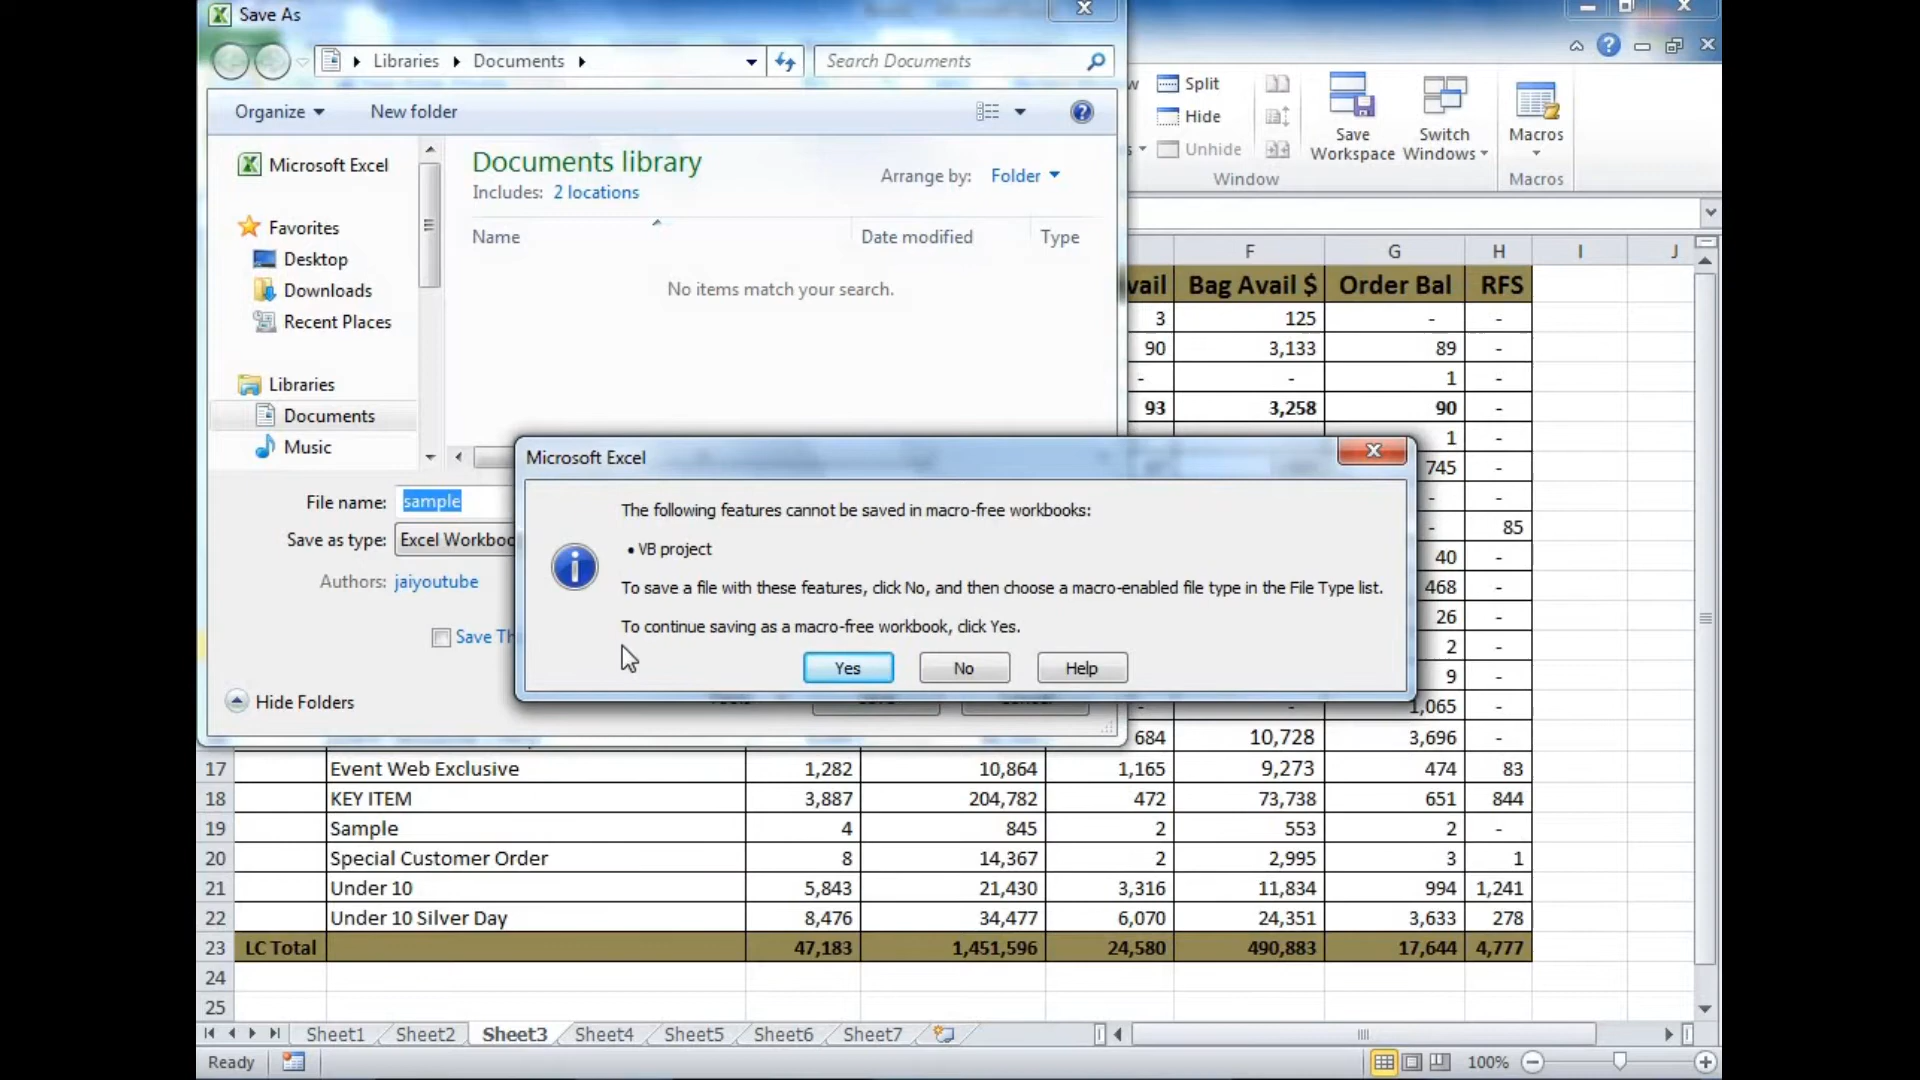 Save As
Libraries
Documents
Search Documents
Organize
New folder
Microsoft Excel
Favorites
Desktop
Downloads
Recent Places
Libraries
Documents
Music
Documents library
Includes: 2 locations
Arrange by: Folder
Name
Date modified
Type
No items match your search.
File name: sample
Save as type: Excel
Authors: jaiyoutube
Save
Hide Folders
Microsoft Excel
The following features cannot be saved in macro-free workbooks:
• VB project
To save a file with these features, click No, and then choose a macro-enabled file type in the File Type list.
To continue saving as a macro-free workbook, click Yes.
Yes
No
Help
Split
Hide
Unhide
Save Workspace
Switch Windows
Macros
Window
Macros
F G H I J
Bag Avail $ Order Bal RFS
3 125 - -
90 3,133 89 -
- - 1 -
93 3,258 90 -
1 -
745 -
- -
- 85
40 -
468 -
26 -
2 -
9 -
- - 1,065 -
684 10,728 3,696 -
17 Event Web Exclusive 1,282 10,864 1,165 9,273 474 83
18 KEY ITEM 3,887 204,782 472 73,738 651 844
19 Sample 4 845 2 553 2 -
20 Special Customer Order 8 14,367 2 2,995 3 1
21 Under 10 5,843 21,430 3,316 11,834 994 1,241
22 Under 10 Silver Day 8,476 34,477 6,070 24,351 3,633 278
23 LC Total 47,183 1,451,596 24,580 490,883 17,644 4,777
24
25
Sheet1 Sheet2 Sheet3 Sheet4 Sheet5 Sheet6 Sheet7
Ready
100%